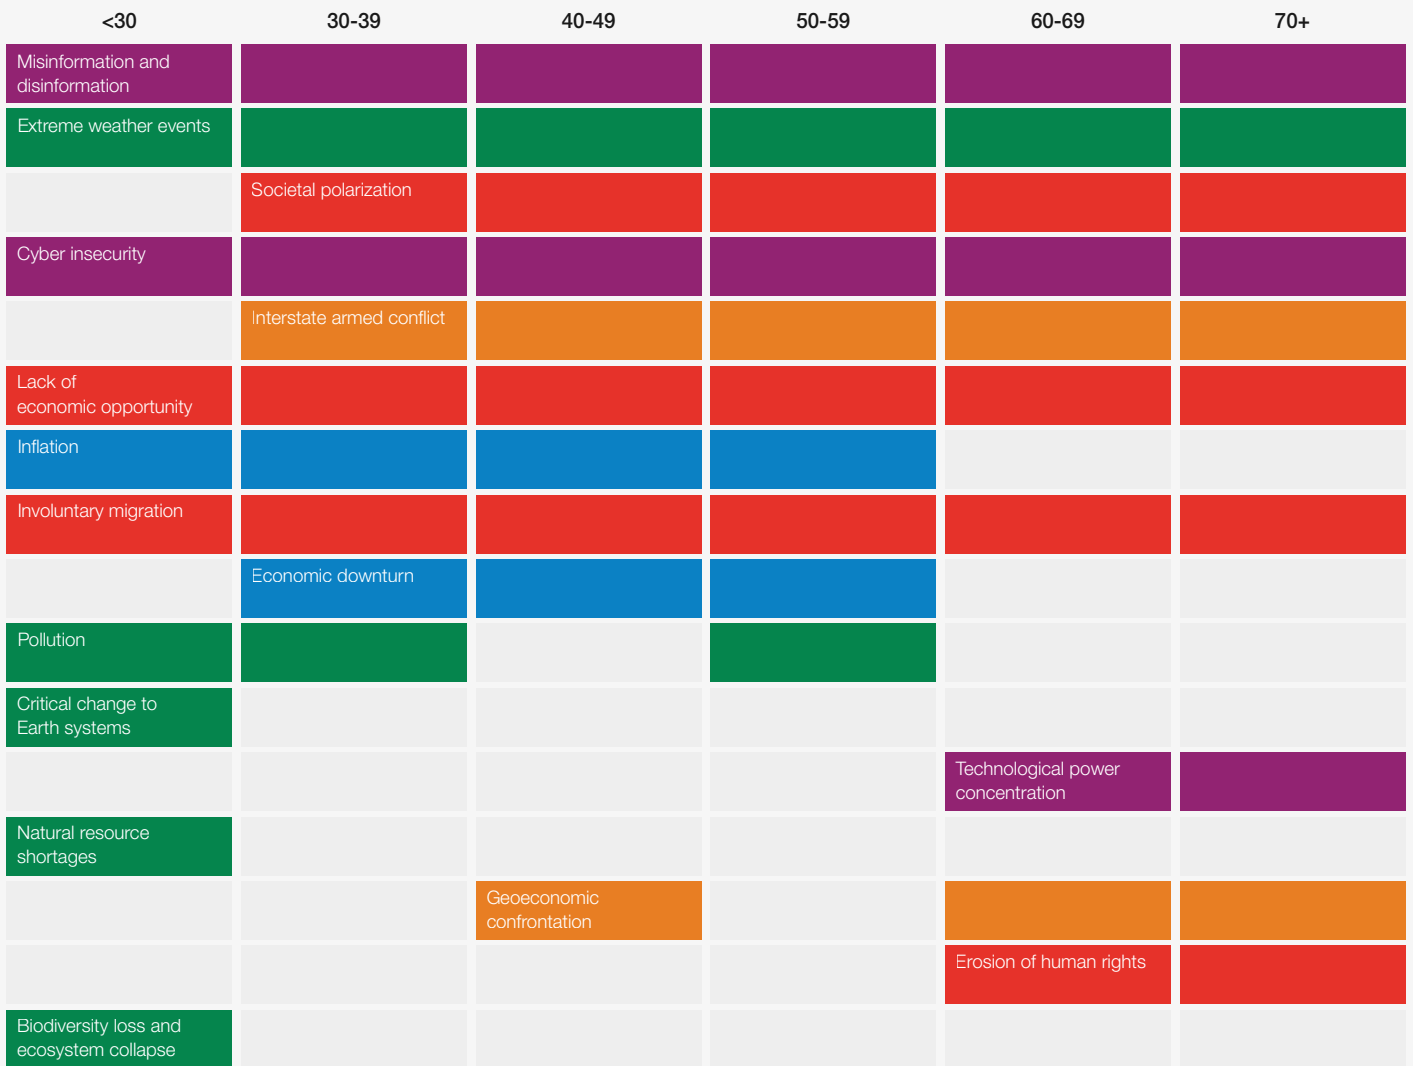 <30 30-39 40-49 50-59 60-69 70+
Misinformation and
disinformation
Extreme weather events
Societal polarization
Cyber insecurity
Interstate armed conflict
Lack of
economic opportunity
Inflation
Involuntary migration
Economic downturn
Pollution
Critical change to
Earth systems
Technological power
concentration
Natural resource
shortages
Geoeconomic
confrontation
Erosion of human rights
Biodiversity loss and
ecosystem collapse